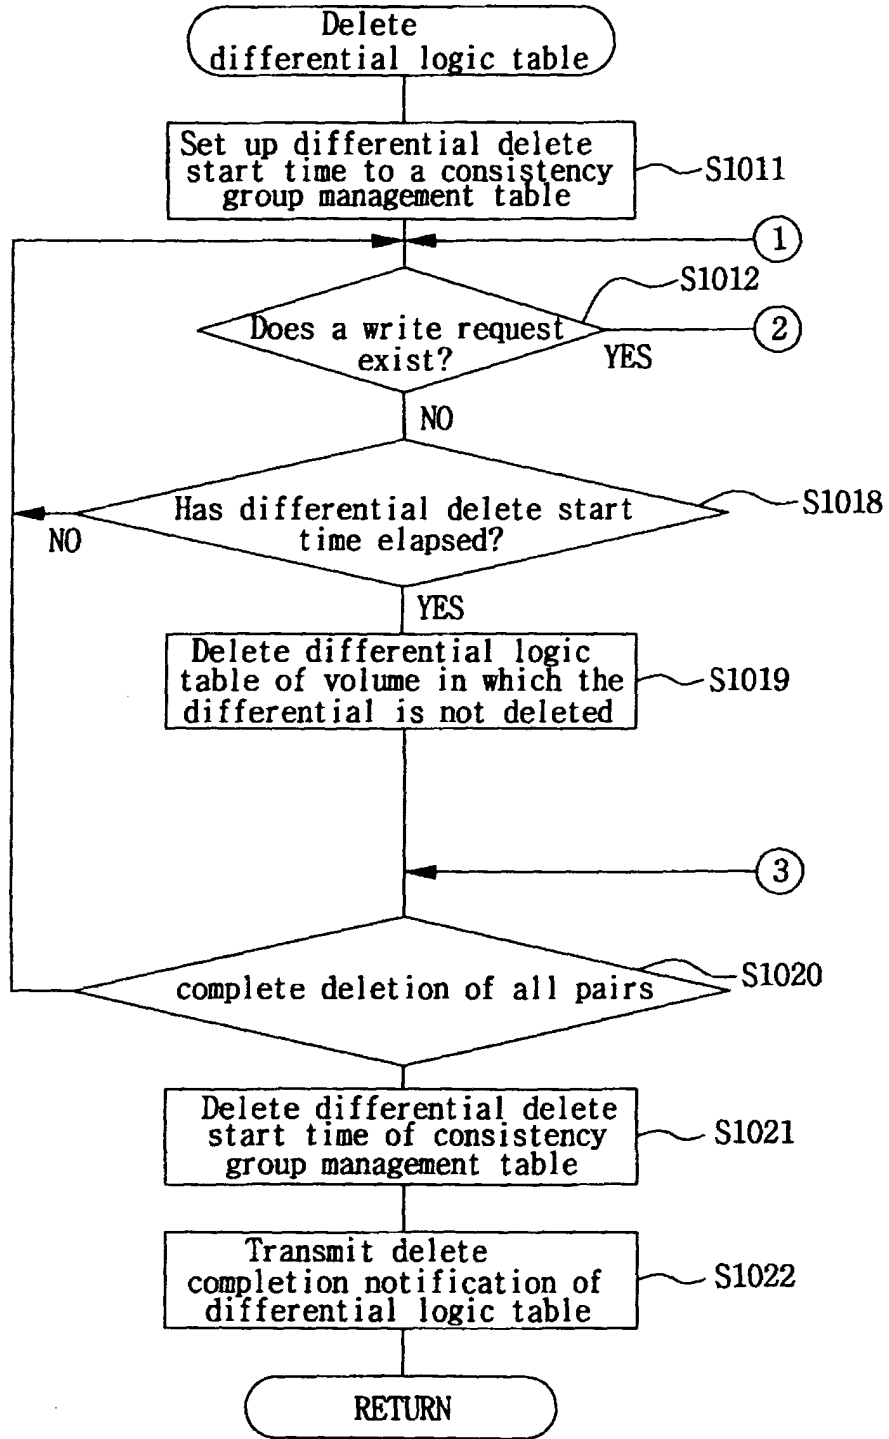 Delete
differential logic table
Set up differential delete
start time to a consistency
group management table
S1011
1
S1012
Does a write request
exist?
2
YES
NO
Has differential delete start
time elapsed?
S1018
NO
YES
Delete differential logic
table of volume in which the
differential is not deleted
S1019
3
complete deletion of all pairs
S1020
Delete differential delete
start time of consistency
group management table
S1021
Transmit delete
completion notification of
differential logic table
S1022
RETURN